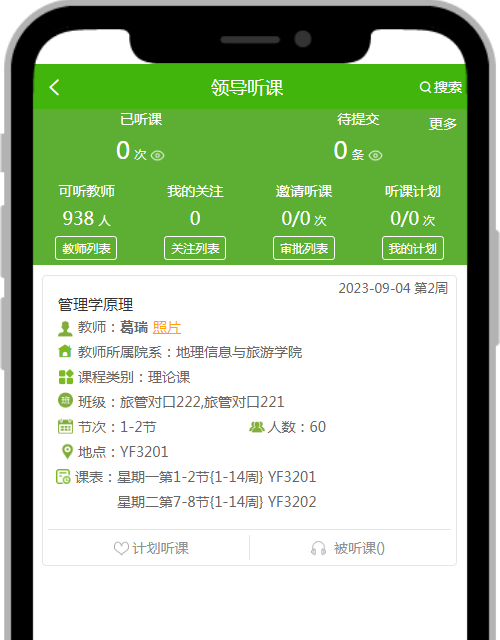 领导听课
搜索
已听课
待提交
更多
0 次
0 条
可听教师
我的关注
邀请听课
听课计划
938 人
0
0/0 次
0/0 次
教师列表
关注列表
审批列表
我的计划
2023-09-04 第2周
管理学原理
教师：葛瑞 照片
教师所属院系：地理信息与旅游学院
课程类别：理论课
班级：旅管对口222,旅管对口221
节次：1-2节
人数：60
地点：YF3201
课表：星期一第1-2节{1-14周} YF3201
星期二第7-8节{1-14周} YF3202
计划听课
被听课()